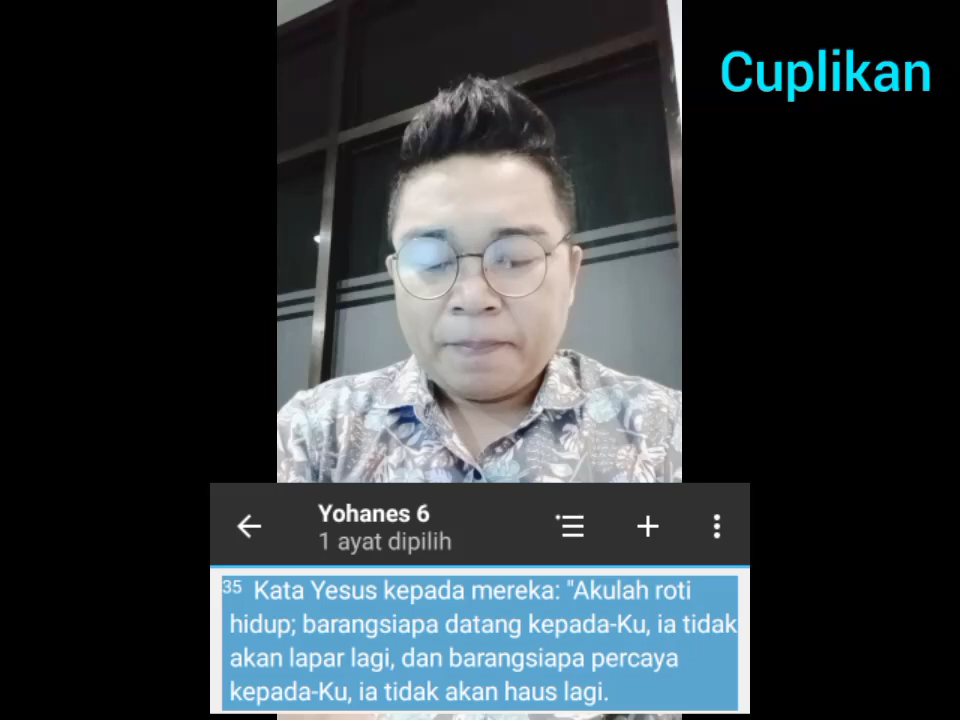 Cuplikan
Yohanes 6
1 ayat dipilih
35 Kata Yesus kepada mereka: "Akulah roti
hidup; barangsiapa datang kepada-Ku, ia tidak
akan lapar lagi, dan barangsiapa percaya
kepada-Ku, ia tidak akan haus lagi.